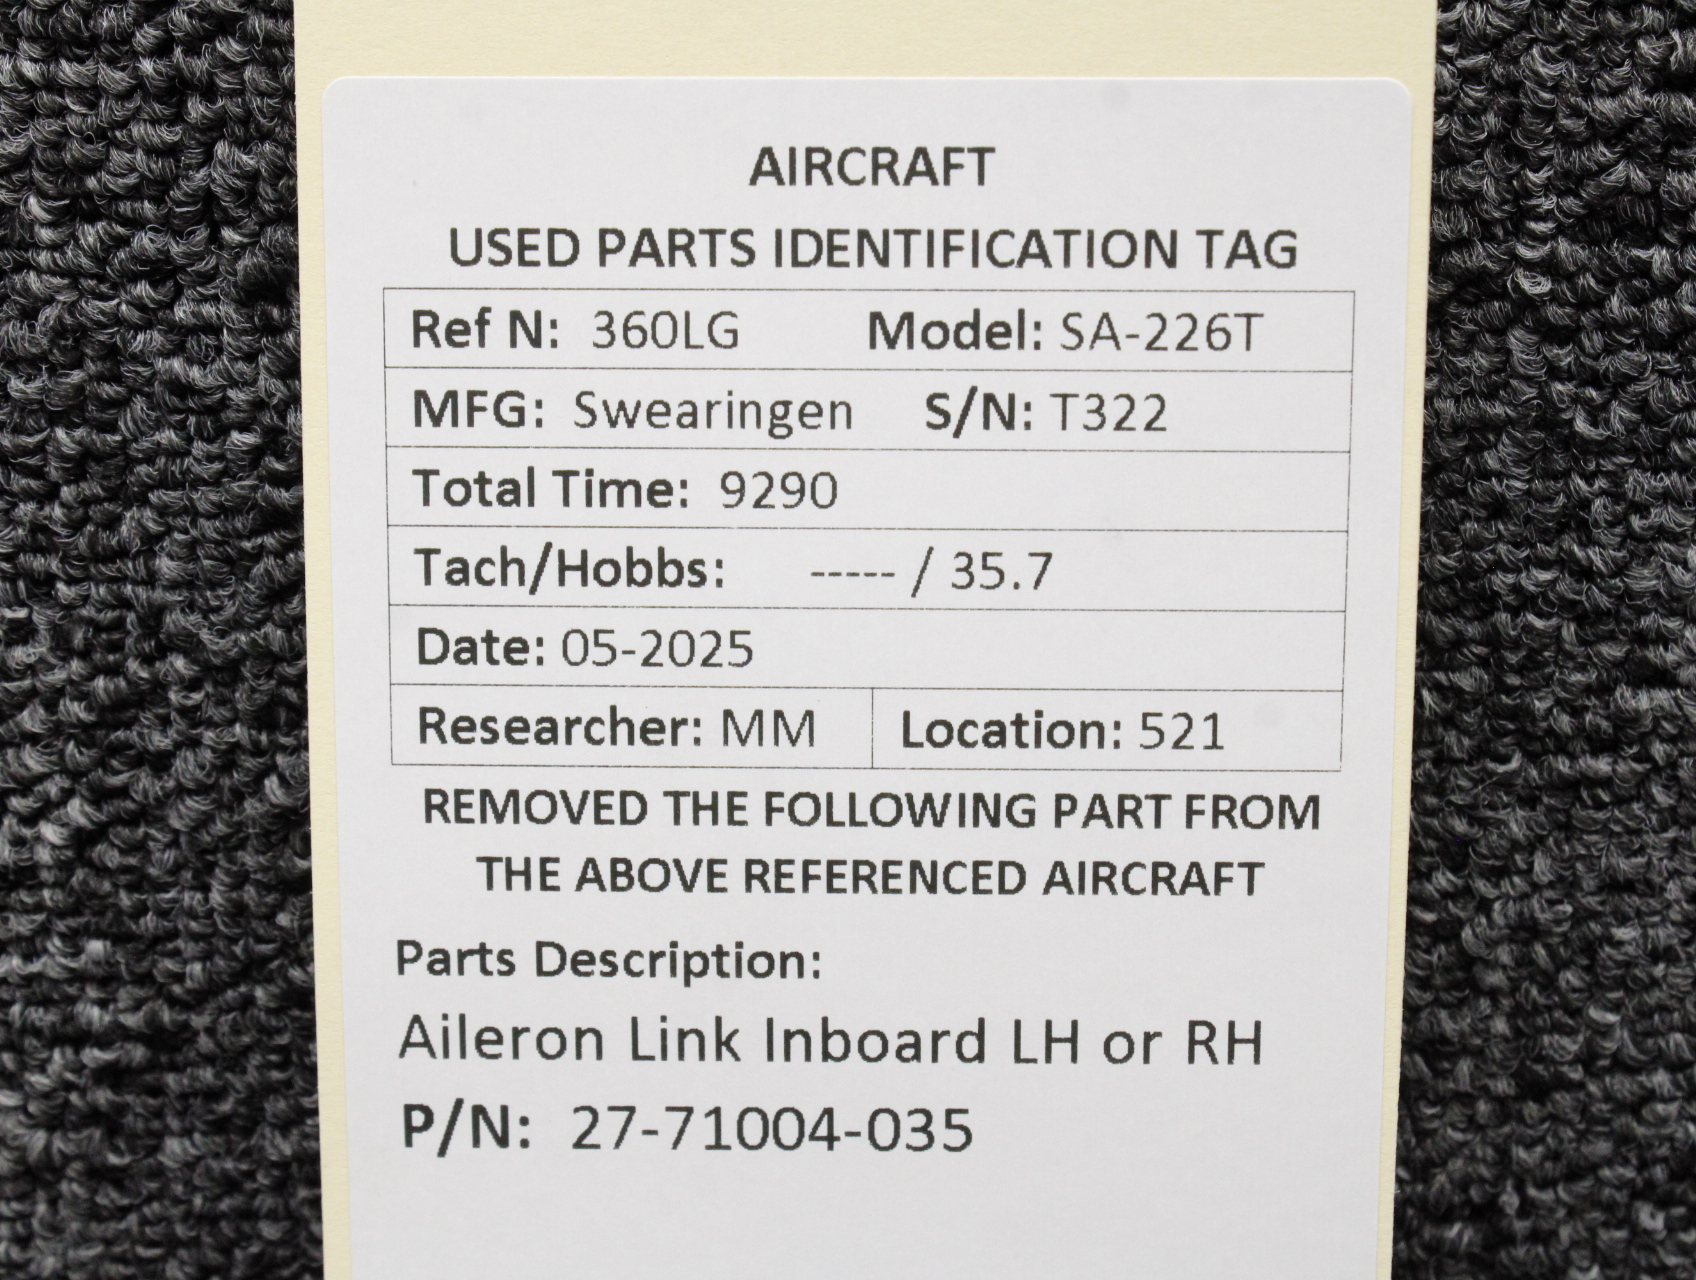 AIRCRAFT
USED PARTS IDENTIFICATION TAG
Ref N: 360LG Model: SA-226T
MFG: Swearingen S/N: T322
Total Time: 9290
Tach/Hobbs: ----- / 35.7
Date: 05-2025
Researcher: MM Location: 521
REMOVED THE FOLLOWING PART FROM
THE ABOVE REFERENCED AIRCRAFT
Parts Description:
Aileron Link Inboard LH or RH
P/N: 27-71004-035